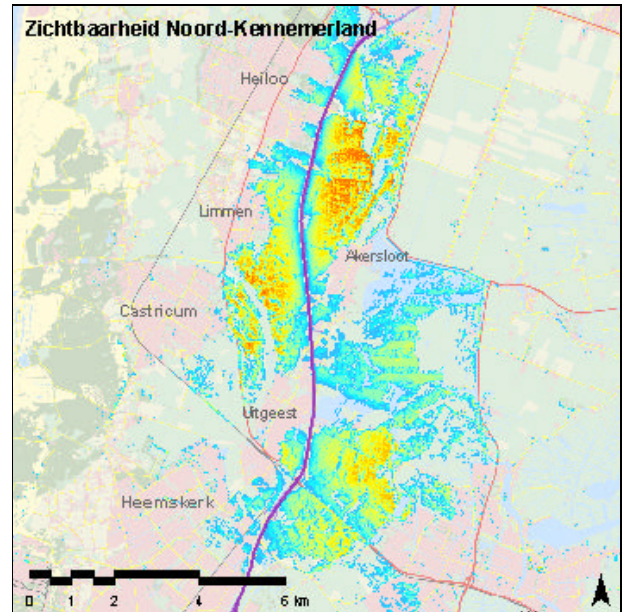 Zichtbaarheid Noord-Kennemerland
Heiloo
Limmen
Akersloot
Castricum
Uitgeest
Heemskerk
0 1 2 4 6 km